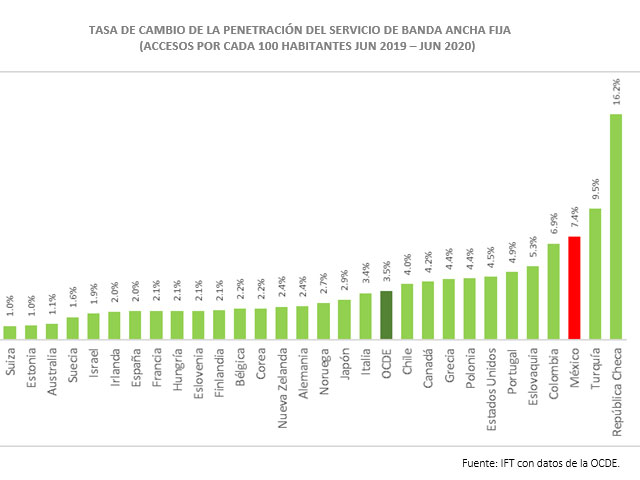 TASA DE CAMBIO DE LA PENETRACIÓN DEL SERVICIO DE BANDA ANCHA FIJA
(ACCESOS POR CADA 100 HABITANTES JUN 2019 – JUN 2020)
1.0%
1.0%
1.1%
1.6%
1.9%
2.0%
2.0%
2.1%
2.1%
2.1%
2.1%
2.2%
2.2%
2.4%
2.4%
2.7%
2.9%
3.4%
3.5%
4.0%
4.2%
4.4%
4.4%
4.5%
4.9%
5.3%
6.9%
7.4%
9.5%
16.2%
Suiza
Estonia
Australia
Suecia
Israel
Irlanda
España
Francia
Hungría
Eslovenia
Finlandia
Bélgica
Corea
Nueva Zelanda
Alemania
Noruega
Japón
Italia
OCDE
Chile
Canadá
Grecia
Polonia
Estados Unidos
Portugal
Eslovaquia
Colombia
México
Turquía
República Checa
Fuente: IFT con datos de la OCDE.